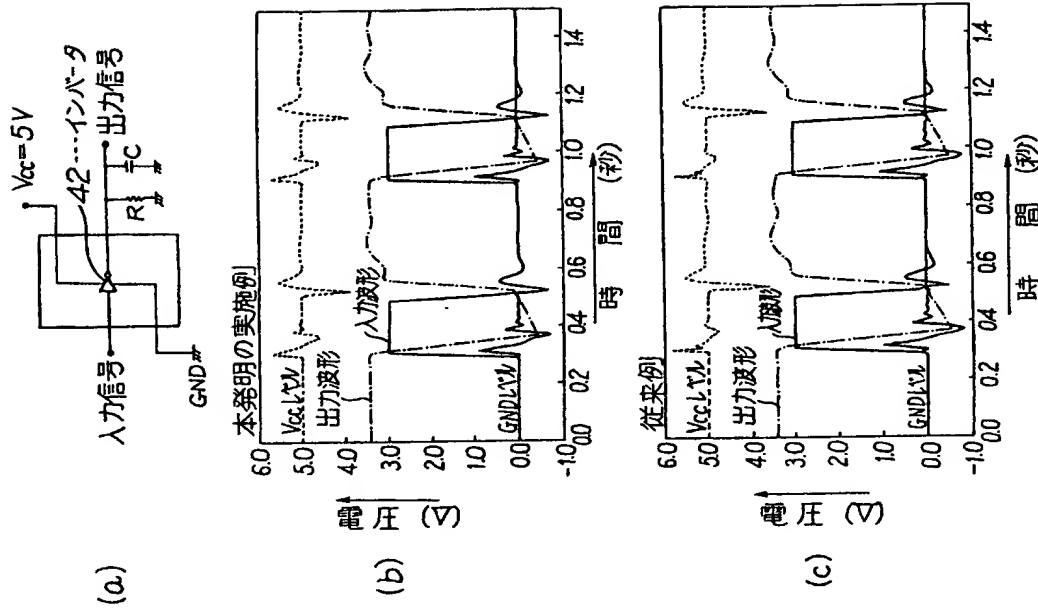 (a)
Vcc=5V
42…インバータ
入力信号
出力信号
R
C
GND
(b)
本発明の実施例
6.0
5.0
4.0
3.0
2.0
1.0
0.0
-1.0
電圧 (V)
Vccレベル
出力波形
入力波形
GNDレベル
0.0
0.2
0.4
0.6
0.8
1.0
1.2
1.4
時間 (秒)
(c)
従来例
6.0
5.0
4.0
3.0
2.0
1.0
0.0
-1.0
電圧 (V)
Vccレベル
出力波形
入力波形
GNDレベル
0.0
0.2
0.4
0.6
0.8
1.0
1.2
1.4
時間 (秒)